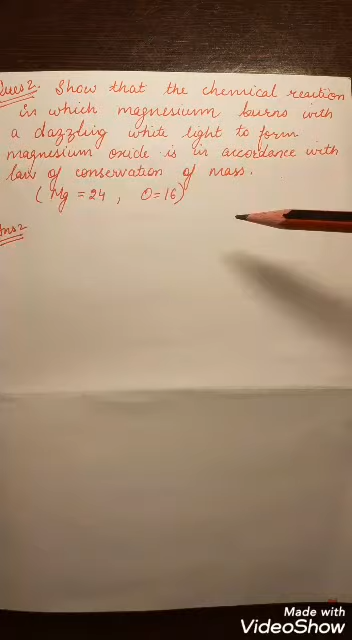 Ques 2. Show that the chemical reaction
in which magnesium burns with
a dazzling white light to form
magnesium oxide is in accordance with
law of conservation of mass.
( Mg = 24 , O = 16 )
Ans 2
Made with
VideoShow